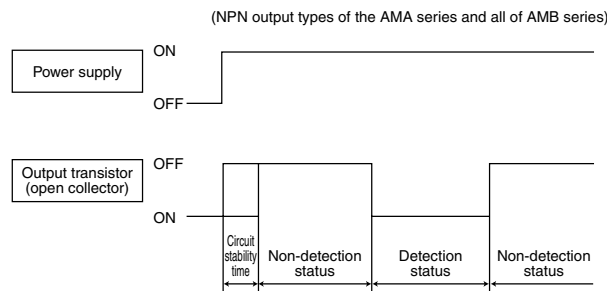 (NPN output types of the AMA series and all of AMB series)
ON
Power supply
OFF
OFF
Output transistor
(open collector)
ON
Circuit
stability
time
Non-detection
status
Detection
status
Non-detection
status